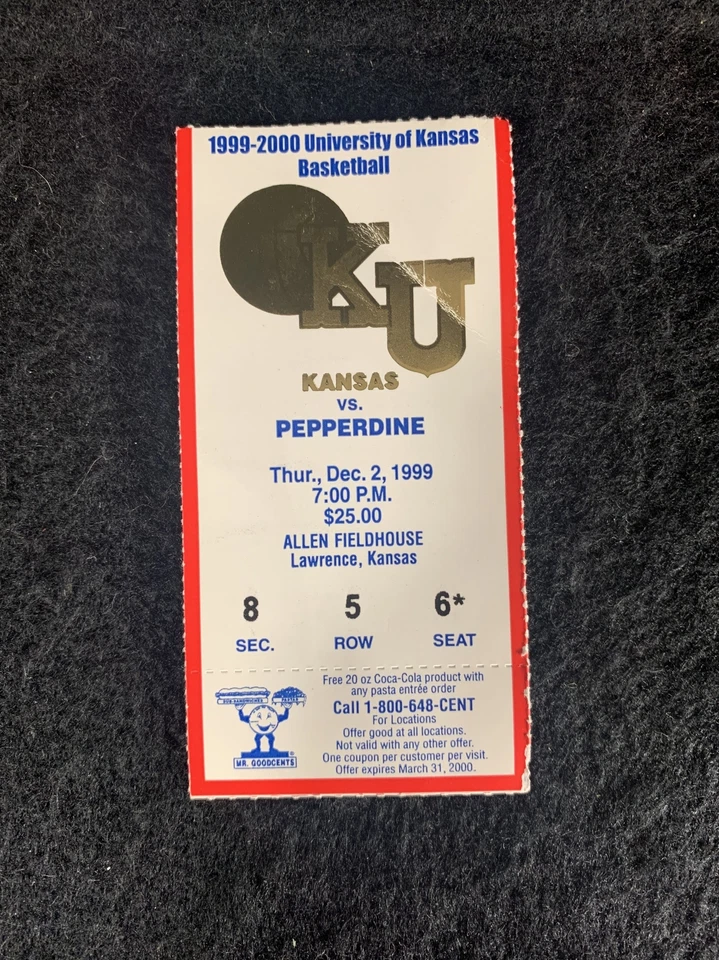 1999-2000 University of Kansas
Basketball
KU
KANSAS
VS.
PEPPERDINE
Thur., Dec. 2, 1999
7:00 P.M.
$25.00
ALLEN FIELDHOUSE
Lawrence, Kansas
8 5 6*
SEC. ROW SEAT
SUB SANDWICHES PASTAS
MR. GOODCENTS
Free 20 oz Coca-Cola product with
any pasta entrée order
Call 1-800-648-CENT
For Locations
Offer good at all locations.
Not valid with any other offer.
One coupon per customer per visit.
Offer expires March 31, 2000.